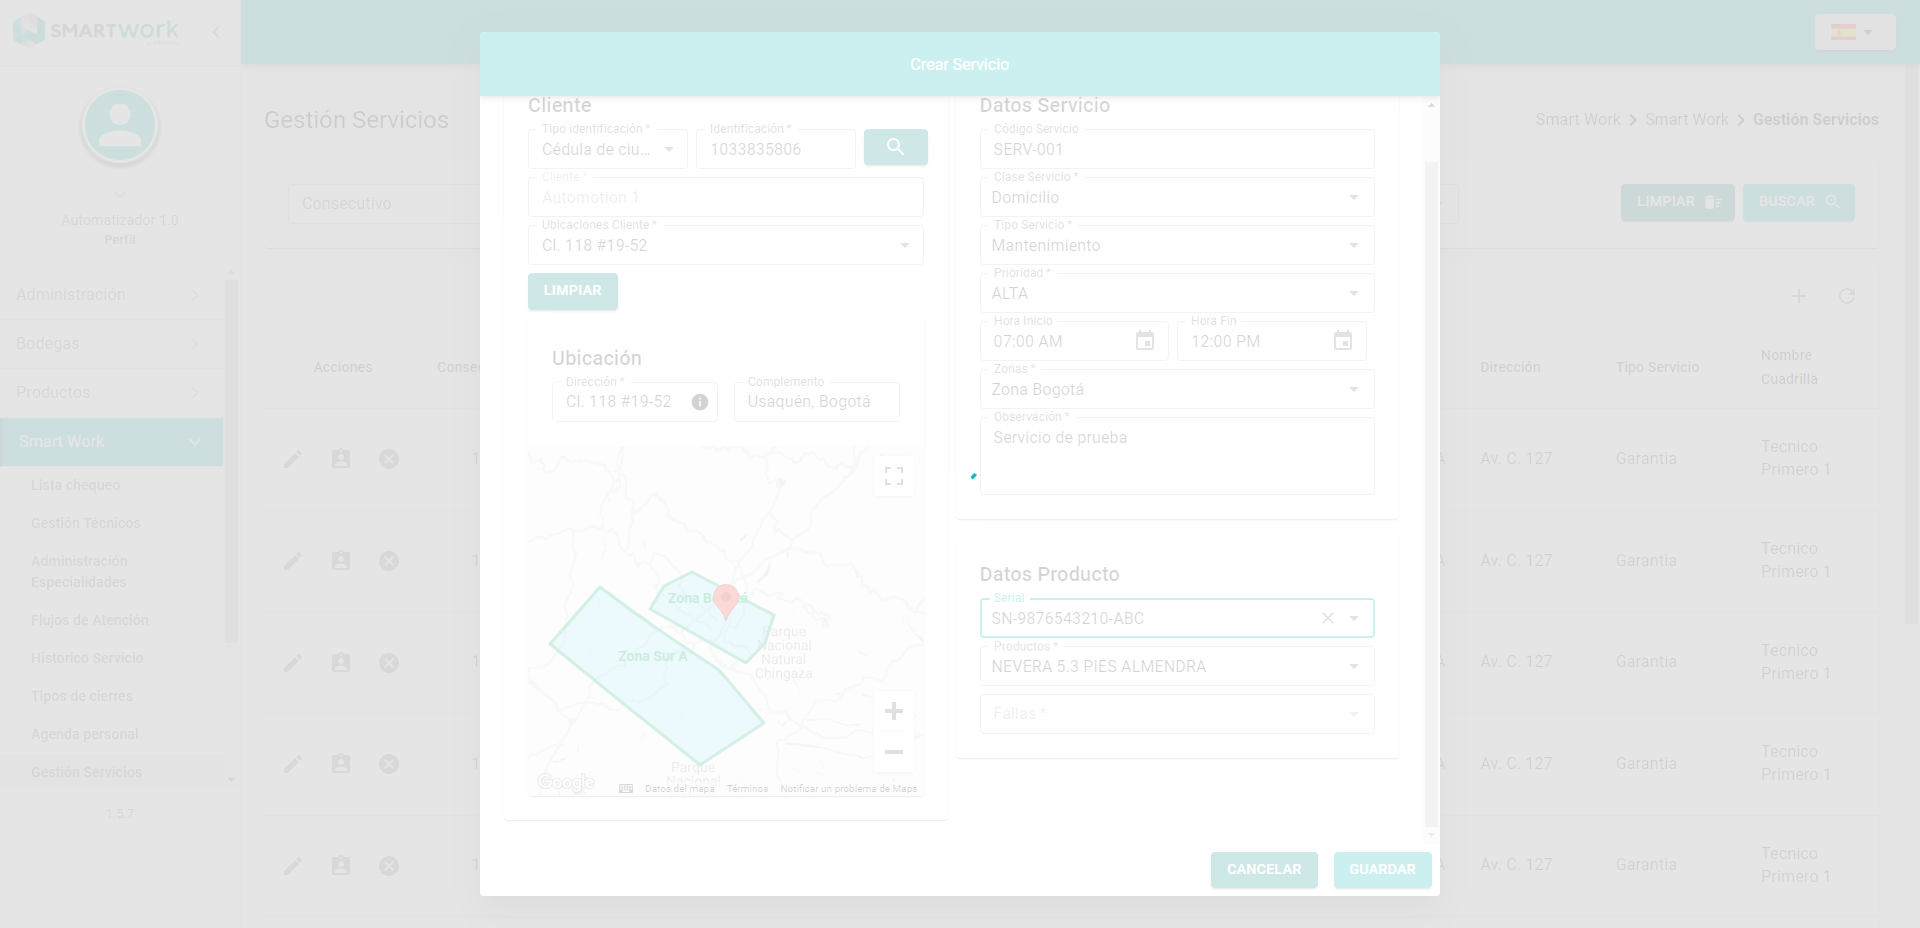 SMARTWORK
Crear Servicio
Automatizador 1.0
Perfil
Administración
Bodegas
Productos
Smart Work
Lista chequeo
Gestión Técnicos
Administración
Especialidades
Flujos de Atención
Historico Servicio
Tipos de cierres
Agenda personal
Gestión Servicios
1.5.7
Gestión Servicios
Smart Work > Smart Work > Gestión Servicios
Consecutivo
LIMPIAR
BUSCAR
Acciones
Dirección
Tipo Servicio
Nombre
Cuadrilla
Av. C. 127
Garantia
Tecnico
Primero 1
Av. C. 127
Garantia
Tecnico
Primero 1
Av. C. 127
Garantia
Tecnico
Primero 1
Av. C. 127
Garantia
Tecnico
Primero 1
Av. C. 127
Garantia
Tecnico
Primero 1
Cliente
Tipo identificación *
Cédula de ciu...
Identificación *
1033835806
Cliente *
Automotion 1
Ubicaciones Cliente *
Cl. 118 #19-52
LIMPIAR
Ubicación
Dirección *
Cl. 118 #19-52
Complemento
Usaquén, Bogotá
Zona Sur A
Parque
Nacional
Natural
Chingaza
Parque
Nacional
Google
Datos del mapa
Términos
Notificar un problema de Maps
Datos Servicio
Código Servicio
SERV-001
Clase Servicio *
Domicilio
Tipo Servicio *
Mantenimiento
Prioridad *
ALTA
Hora Inicio
07:00 AM
Hora Fin
12:00 PM
Zonas *
Zona Bogotá
Observación *
Servicio de prueba
Datos Producto
Serial
SN-9876543210-ABC
Productos *
NEVERA 5.3 PIES ALMENDRA
Fallas *
CANCELAR
GUARDAR